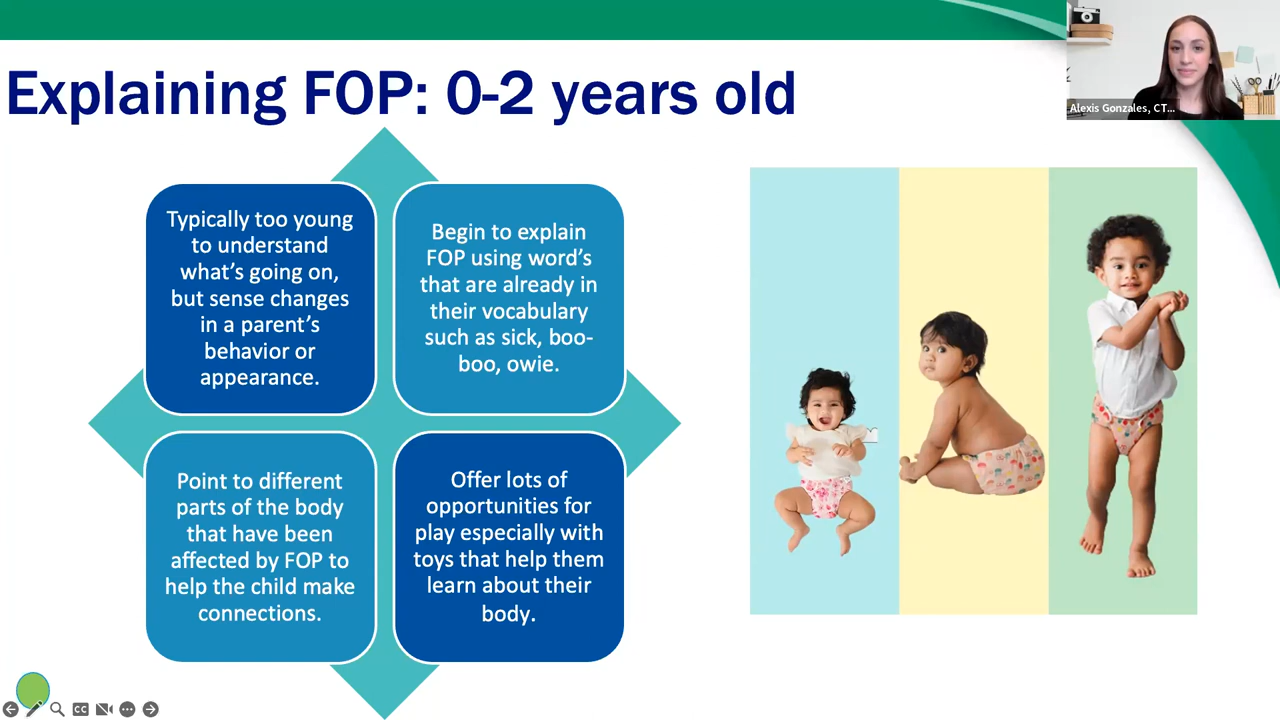 Explaining FOP: 0-2 years old
Alexis Gonzales, CT...
Typically too young
to understand
what's going on,
but sense changes
in a parent's
behavior or
appearance.
Begin to explain
FOP using word's
that are already in
their vocabulary
such as sick, boo-
boo, owie.
Point to different
parts of the body
that have been
affected by FOP to
help the child make
connections.
Offer lots of
opportunities for
play especially with
toys that help them
learn about their
body.
CC